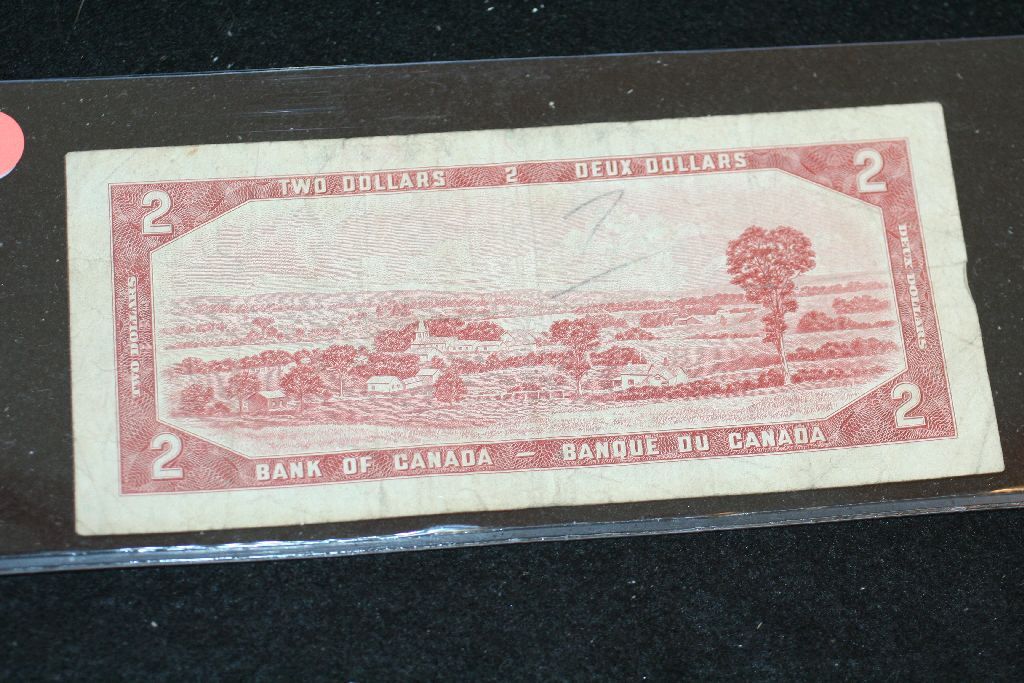 TWO DOLLARS 2 DEUX DOLLARS
2 2
TWO DOLLARS
DEUX DOLLARS
2 2
BANK OF CANADA — BANQUE DU CANADA